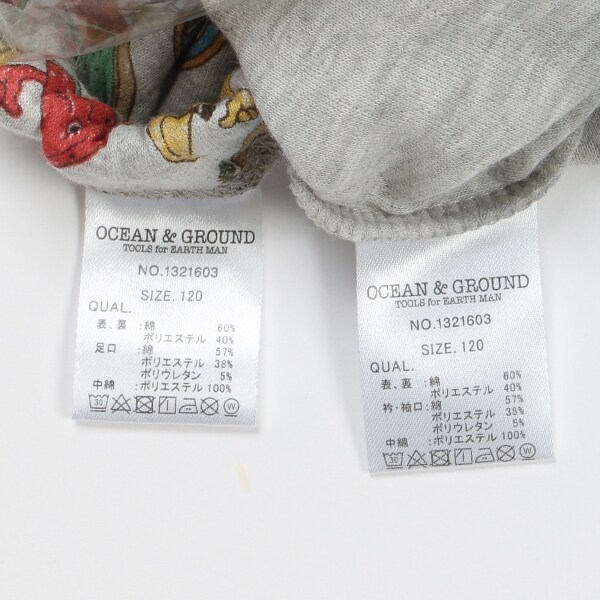 OCEAN & GROUND
TOOLS for EARTH MAN
NO.1321603
SIZE. 120
QUAL.
表、裏：綿 60%
ポリエステル 40%
足口：綿 57%
ポリエステル 38%
ポリウレタン 5%
中綿：ポリエステル 100%
30 W
OCEAN & GROUND
TOOLS for EARTH MAN
NO.1321603
SIZE. 120
QUAL.
表、裏：綿 60%
ポリエステル 40%
衿・袖口：綿 57%
ポリエステル 38%
ポリウレタン 5%
中綿：ポリエステル 100%
30 W